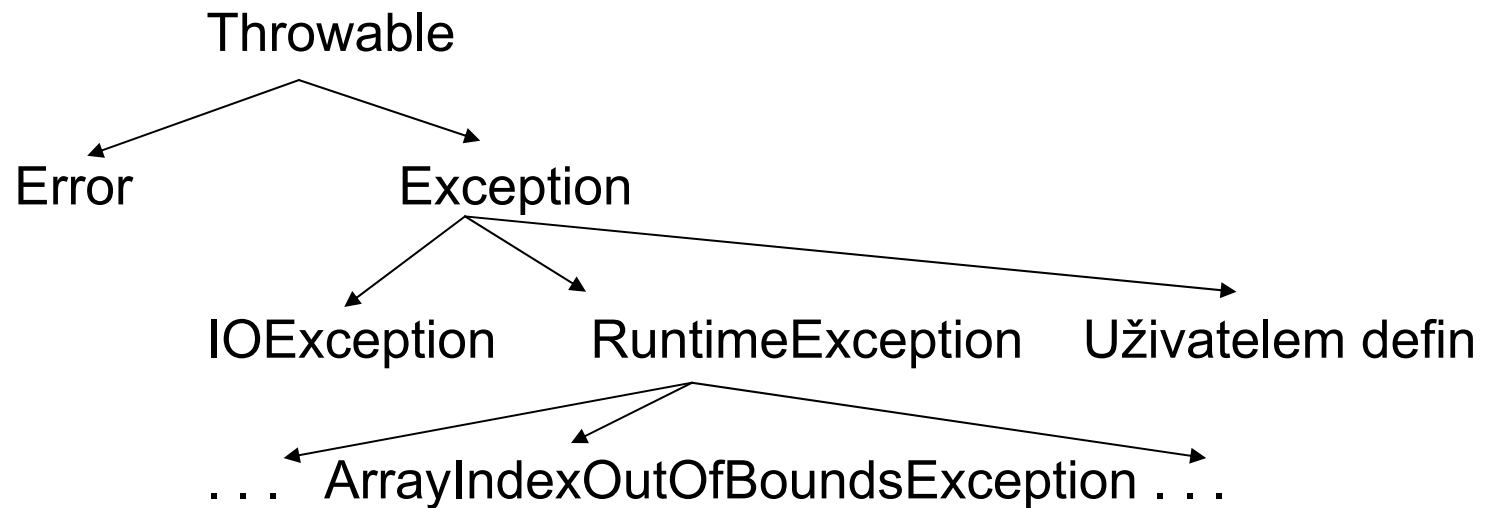 Throwable
Error Exception
IOException RuntimeException Uživatelem defin
. . . ArrayIndexOutOfBoundsException . . .